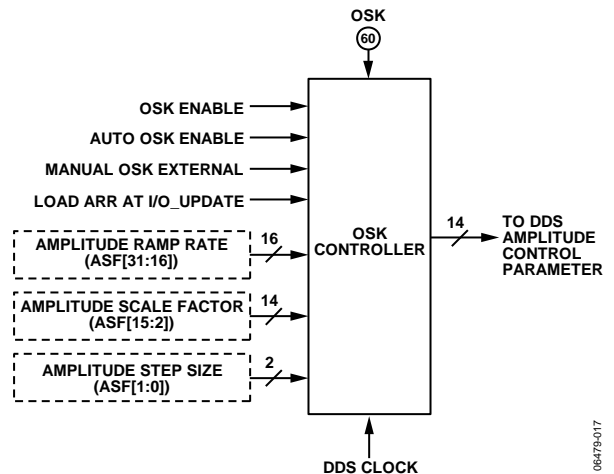 OSK
60
OSK ENABLE
AUTO OSK ENABLE
MANUAL OSK EXTERNAL
LOAD ARR AT I/O_UPDATE
AMPLITUDE RAMP RATE
(ASF[31:16])
16
AMPLITUDE SCALE FACTOR
(ASF[15:2])
14
AMPLITUDE STEP SIZE
(ASF[1:0])
2
OSK
CONTROLLER
14
TO DDS
AMPLITUDE
CONTROL
PARAMETER
DDS CLOCK
06479-017